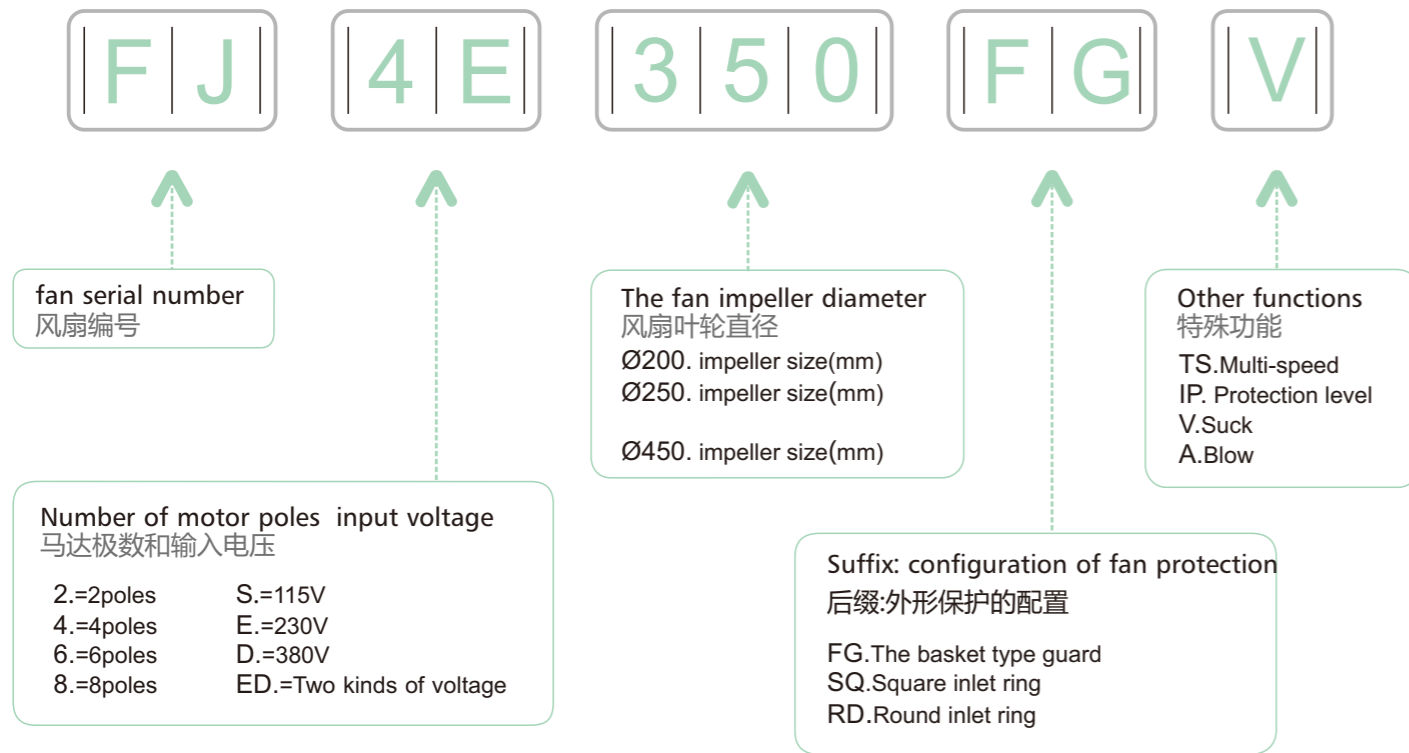 FJ 4E 350 FG V
fan serial number
风扇编号
The fan impeller diameter
风扇叶轮直径
Ø200. impeller size(mm)
Ø250. impeller size(mm)
Ø450. impeller size(mm)
Other functions
特殊功能
TS.Multi-speed
IP. Protection level
V.Suck
A.Blow
Number of motor poles input voltage
马达极数和输入电压
2.=2poles S.=115V
4.=4poles E.=230V
6.=6poles D.=380V
8.=8poles ED.=Two kinds of voltage
Suffix: configuration of fan protection
后缀:外形保护的配置
FG.The basket type guard
SQ.Square inlet ring
RD.Round inlet ring